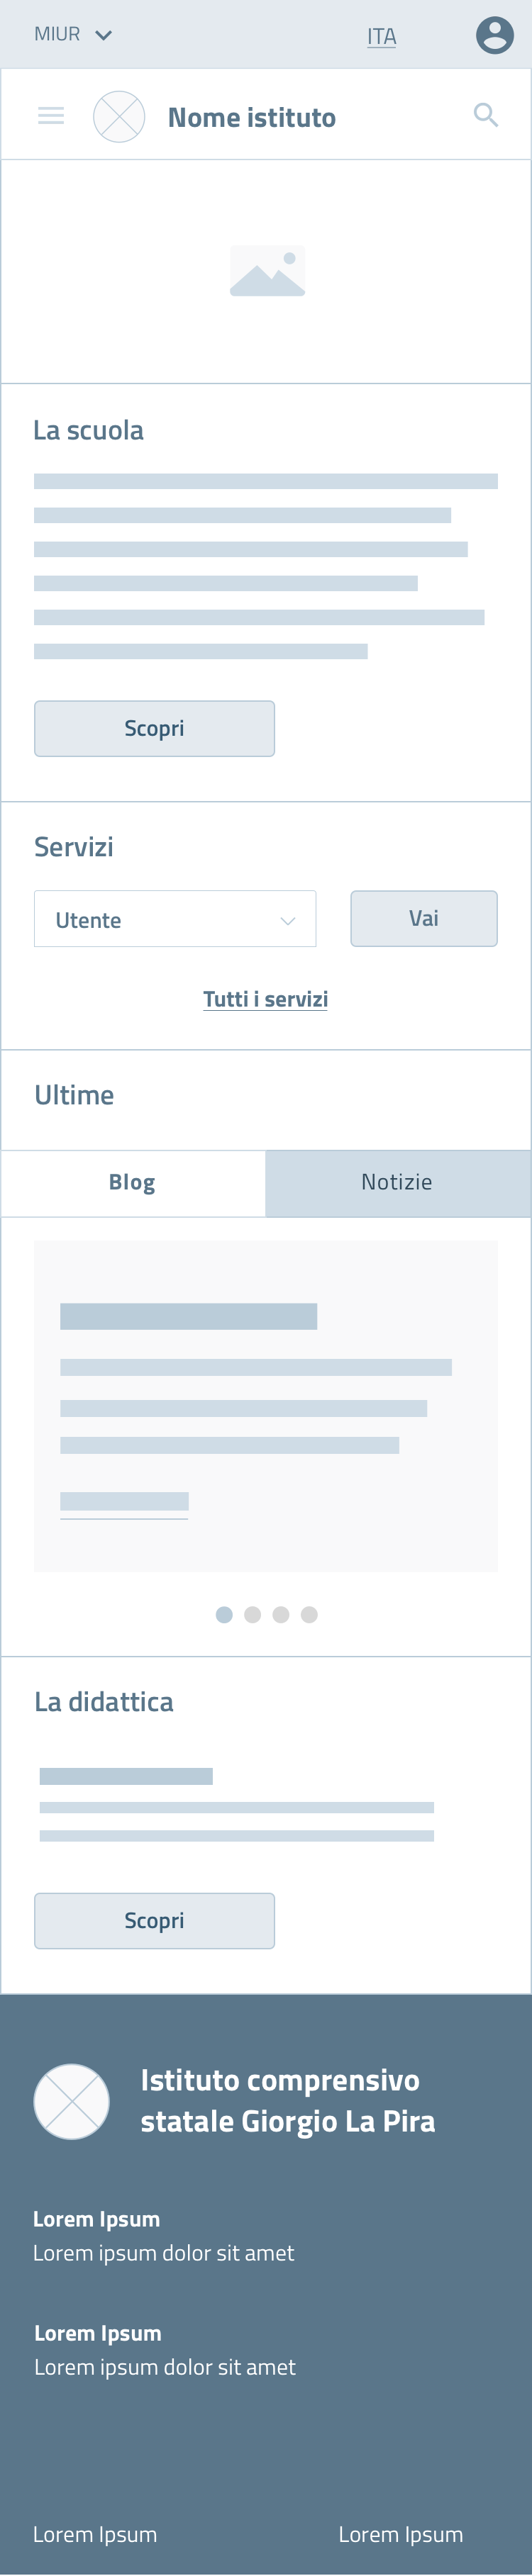 MIUR
ITA
Nome istituto
La scuola
Scopri
Servizi
Utente
Vai
Tutti i servizi
Ultime
Blog
Notizie
La didattica
Scopri
Istituto comprensivo
statale Giorgio La Pira
Lorem Ipsum
Lorem ipsum dolor sit amet
Lorem Ipsum
Lorem ipsum dolor sit amet
Lorem Ipsum
Lorem Ipsum